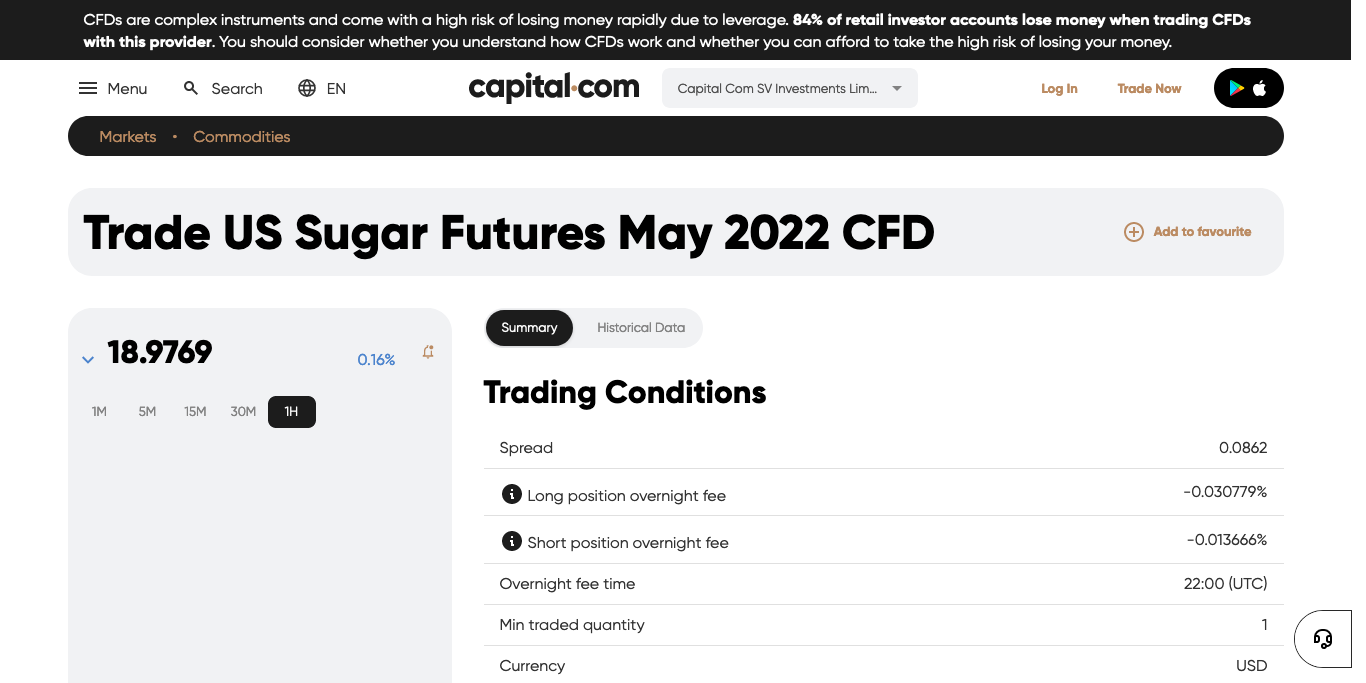 CFDs are complex instruments and come with a high risk of losing money rapidly due to leverage. 84% of retail investor accounts lose money when trading CFDs
with this provider. You should consider whether you understand how CFDs work and whether you can afford to take the high risk of losing your money.
Menu Search EN capital.com Capital Com SV Investments Lim... Log In Trade Now
Markets • Commodities
Trade US Sugar Futures May 2022 CFD Add to favourite
18.9769 0.16%
1M 5M 15M 30M 1H
Summary Historical Data
Trading Conditions
Spread 0.0862
Long position overnight fee -0.030779%
Short position overnight fee -0.013666%
Overnight fee time 22:00 (UTC)
Min traded quantity 1
Currency USD